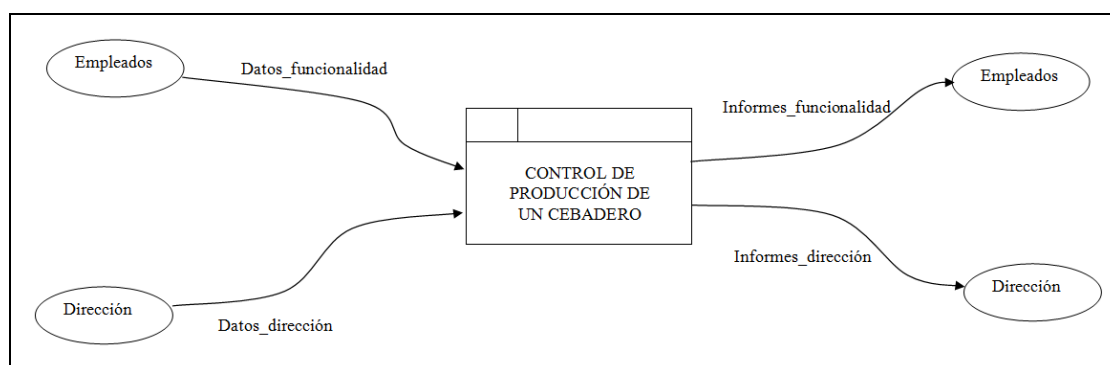 Empleados
Datos_funcionalidad
Empleados
Informes_funcionalidad
CONTROL DE
PRODUCCIÓN DE
UN CEBADERO
Informes_dirección
Dirección
Dirección
Datos_dirección